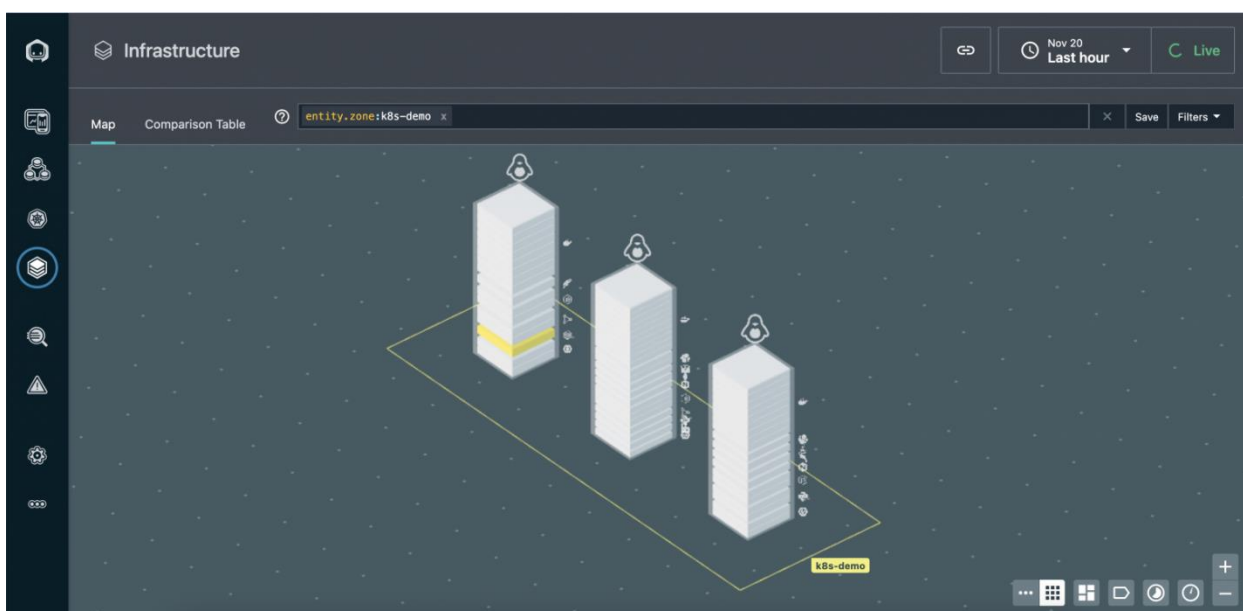 Infrastructure
Nov 20
Last hour
Live
Map
Comparison Table
entity.zone:k8s-demo x
Save
Filters
k8s-demo